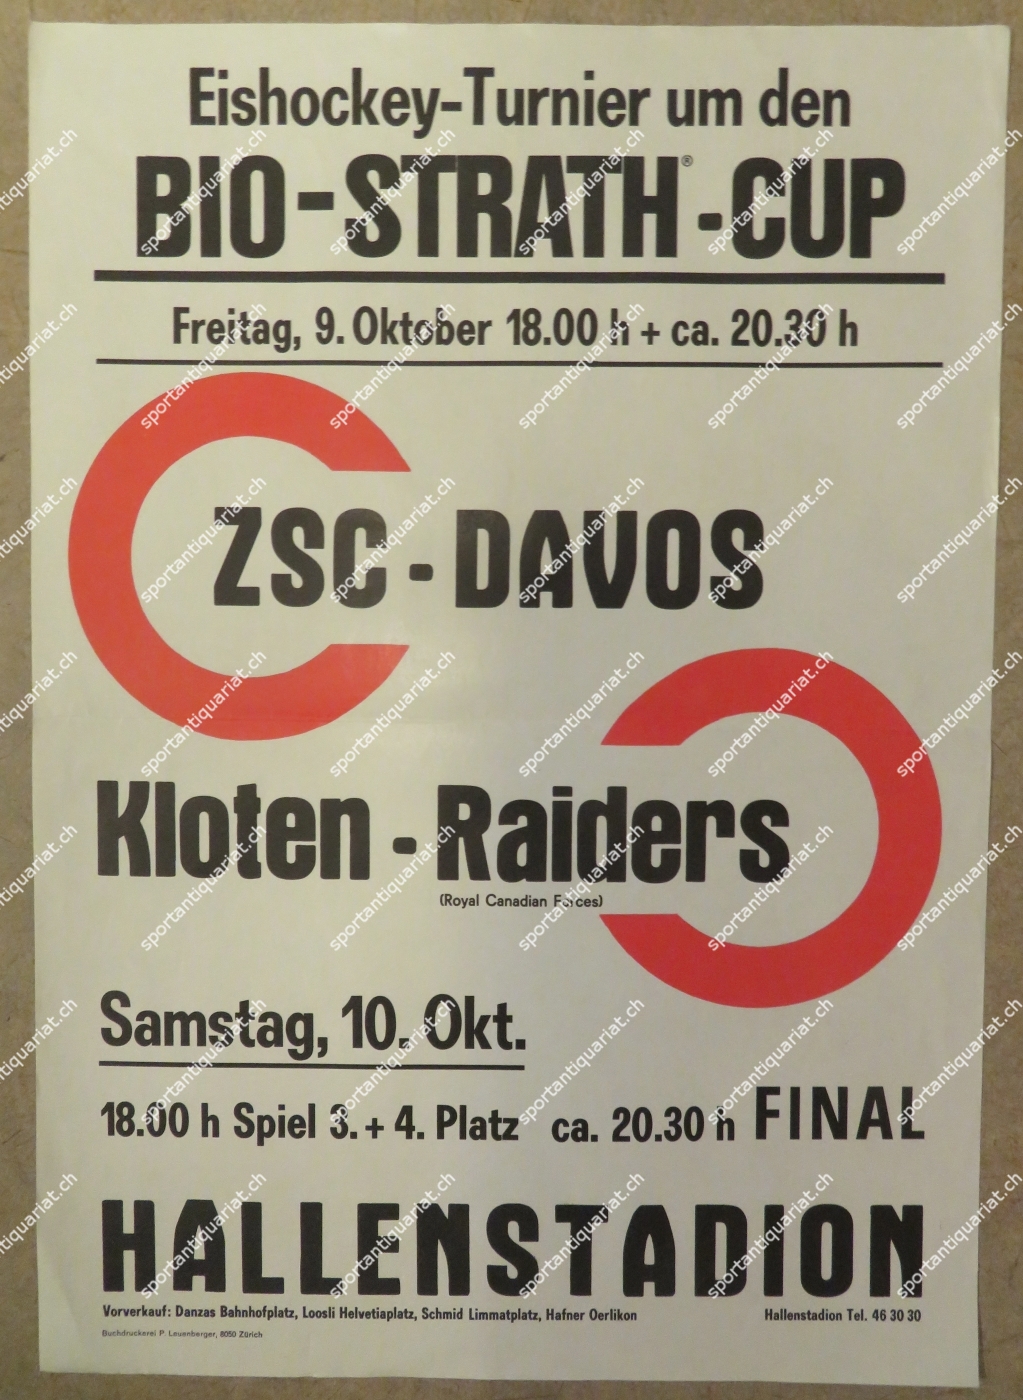 Eishockey-Turnier um den
BIO-STRATH®-CUP
Freitag, 9. Oktober 18.00 h + ca. 20.30 h
ZSC - DAVOS
Kloten - Raiders
(Royal Canadian Forces)
Samstag, 10. Okt.
18.00 h Spiel 3. + 4. Platz ca. 20.30 h FINAL
HALLENSTADION
Vorverkauf: Danzas Bahnhofplatz, Loosli Helvetiaplatz, Schmid Limmatplatz, Hafner Oerlikon Hallenstadion Tel. 46 30 30
Buchdruckerei P. Leuenberger, 8050 Zürich
sportantiquariat.ch